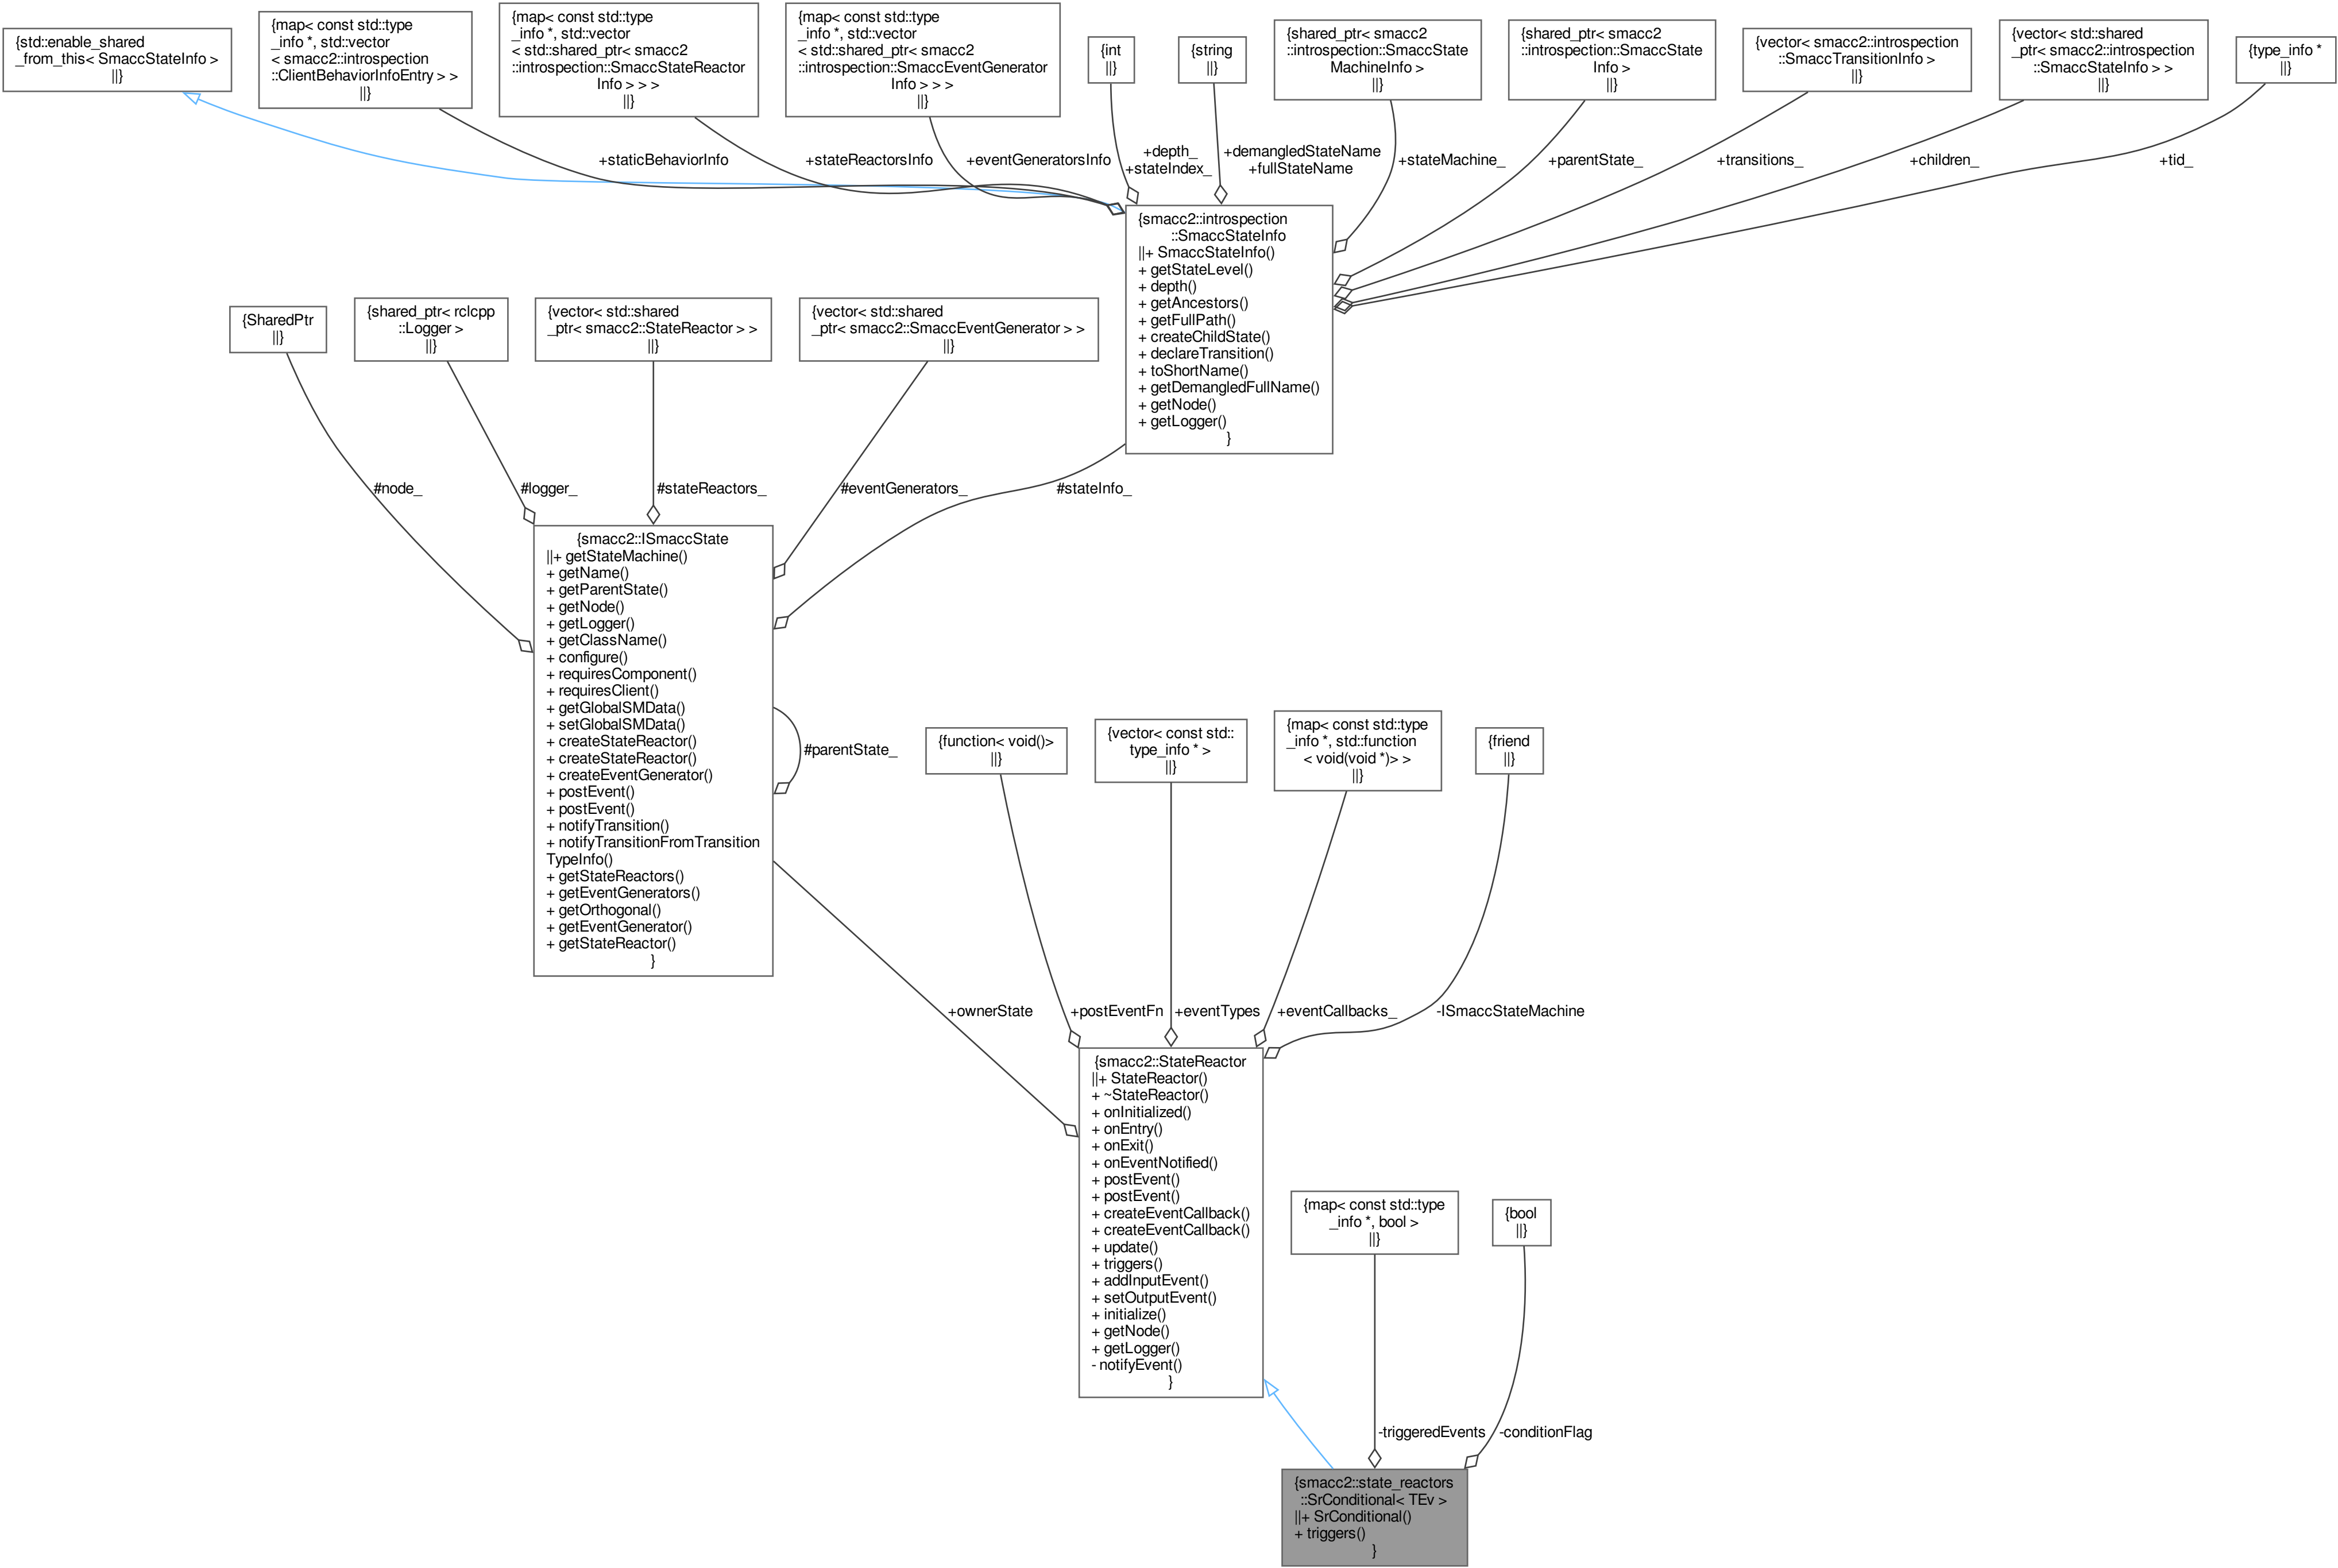 {std::enable_shared
_from_this< SmaccStateInfo >
||}
{map< const std::type
_info *, std::vector
< smacc2::introspection
::ClientBehaviorInfoEntry > >
||}
{map< const std::type
_info *, std::vector
< std::shared_ptr< smacc2
::introspection::SmaccStateReactor
Info > > >
||}
{map< const std::type
_info *, std::vector
< std::shared_ptr< smacc2
::introspection::SmaccEventGenerator
Info > > >
||}
{int
||}
{string
||}
{shared_ptr< smacc2
::introspection::SmaccState
MachineInfo >
||}
{shared_ptr< smacc2
::introspection::SmaccState
Info >
||}
{vector< smacc2::introspection
::SmaccTransitionInfo >
||}
{vector< std::shared
_ptr< smacc2::introspection
::SmaccStateInfo > >
||}
{type_info *
||}
+staticBehaviorInfo
+stateReactorsInfo
+eventGeneratorsInfo
+depth_
+stateIndex_
+demangledStateName
+fullStateName
+stateMachine_
+parentState_
+transitions_
+children_
+tid_
{smacc2::introspection
::SmaccStateInfo
||+ SmaccStateInfo()
+ getStateLevel()
+ depth()
+ getAncestors()
+ getFullPath()
+ createChildState()
+ declareTransition()
+ toShortName()
+ getDemangledFullName()
+ getNode()
+ getLogger()
}
{SharedPtr
||}
{shared_ptr< rclcpp
::Logger >
||}
{vector< std::shared
_ptr< smacc2::StateReactor > >
||}
{vector< std::shared
_ptr< smacc2::SmaccEventGenerator > >
||}
#node_
#logger_
#stateReactors_
#eventGenerators_
#stateInfo_
{smacc2::ISmaccState
||+ getStateMachine()
+ getName()
+ getParentState()
+ getNode()
+ getLogger()
+ getClassName()
+ configure()
+ requiresComponent()
+ requiresClient()
+ getGlobalSMData()
+ setGlobalSMData()
+ createStateReactor()
+ createStateReactor()
+ createEventGenerator()
+ postEvent()
+ postEvent()
+ notifyTransition()
+ notifyTransitionFromTransition
TypeInfo()
+ getStateReactors()
+ getEventGenerators()
+ getOrthogonal()
+ getEventGenerator()
+ getStateReactor()
}
#parentState_
{function< void()>
||}
{vector< const std::
type_info * >
||}
{map< const std::type
_info *, std::function
< void(void *)> >
||}
{friend
||}
+ownerState
+postEventFn
+eventTypes
+eventCallbacks_
-ISmaccStateMachine
{smacc2::StateReactor
||+ StateReactor()
+ ~StateReactor()
+ onInitialized()
+ onEntry()
+ onExit()
+ onEventNotified()
+ postEvent()
+ postEvent()
+ createEventCallback()
+ createEventCallback()
+ update()
+ triggers()
+ addInputEvent()
+ setOutputEvent()
+ initialize()
+ getNode()
+ getLogger()
- notifyEvent()
}
{map< const std::type
_info *, bool >
||}
{bool
||}
-triggeredEvents
-conditionFlag
{smacc2::state_reactors
::SrConditional< TEv >
||+ SrConditional()
+ triggers()
}